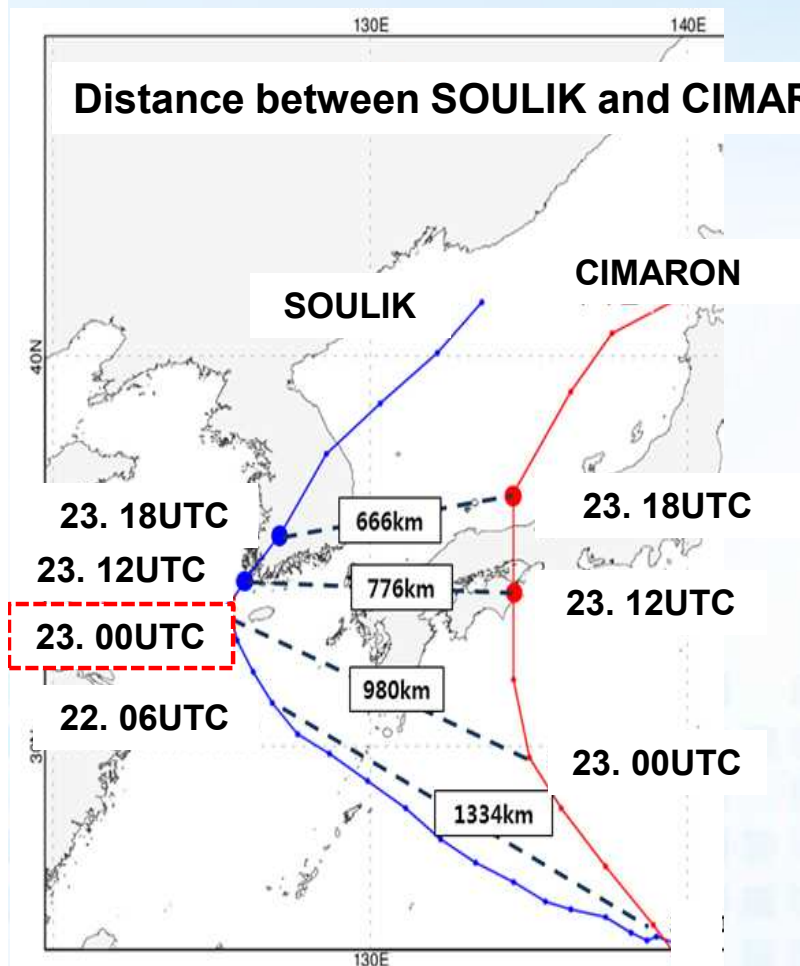 130E 140E
Distance between SOULIK and CIMAR
CIMARON
SOULIK
40N
23. 18UTC 666km 23. 18UTC
23. 12UTC 776km 23. 12UTC
23. 00UTC
980km
22. 06UTC
30N
23. 00UTC
1334km
130E